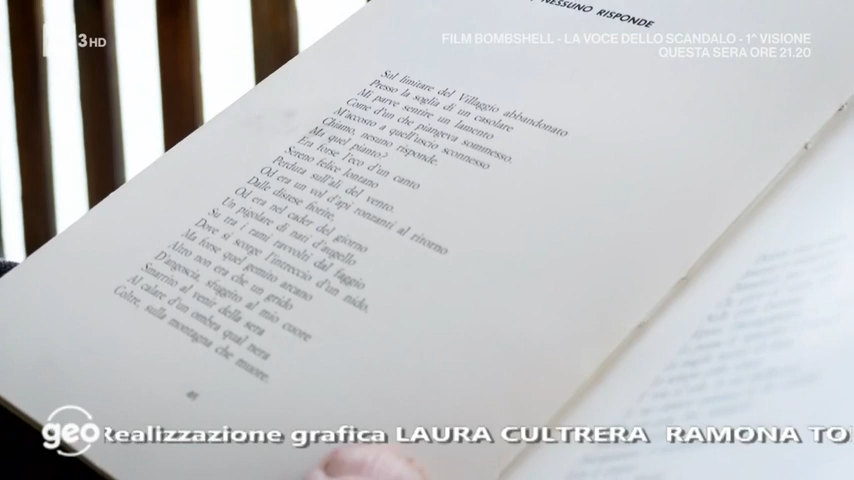 3HD
FILM BOMBSHELL - LA VOCE DELLO SCANDALO - 1^ VISIONE
QUESTA SERA ORE 21.20
NESSUNO RISPONDE
Sul limitare del Villaggio abbandonato
Presso la soglia di un casolare
Mi parve sentire un lamento
Come d'un che piangeva sommesso.
M'accosto a quell'uscio sconnesso
Chiamo, nesuno risponde.
Ma quel pianto?
Era forse l'eco d'un canto
Sereno felice lontano
Perduta sull'ali del vento.
Od era un vol d'api ronzanti al ritorno
Dalle distese fiorite,
Od era nel cader del giorno
Un pigolare di nati d'augello
Su tra i rami ravvolti dal faggio
Dove si scorge l'intreccio d'un nido.
Ma forse quel gemito arcano
Altro non era che un grido
D'angoscia, sfuggito al mio cuore
Smarrito al venir della sera
Al calare d'un ombra qual nera
Coltre, sulla montagna che muore.
geo
Realizzazione grafica LAURA CULTRERA RAMONA TO